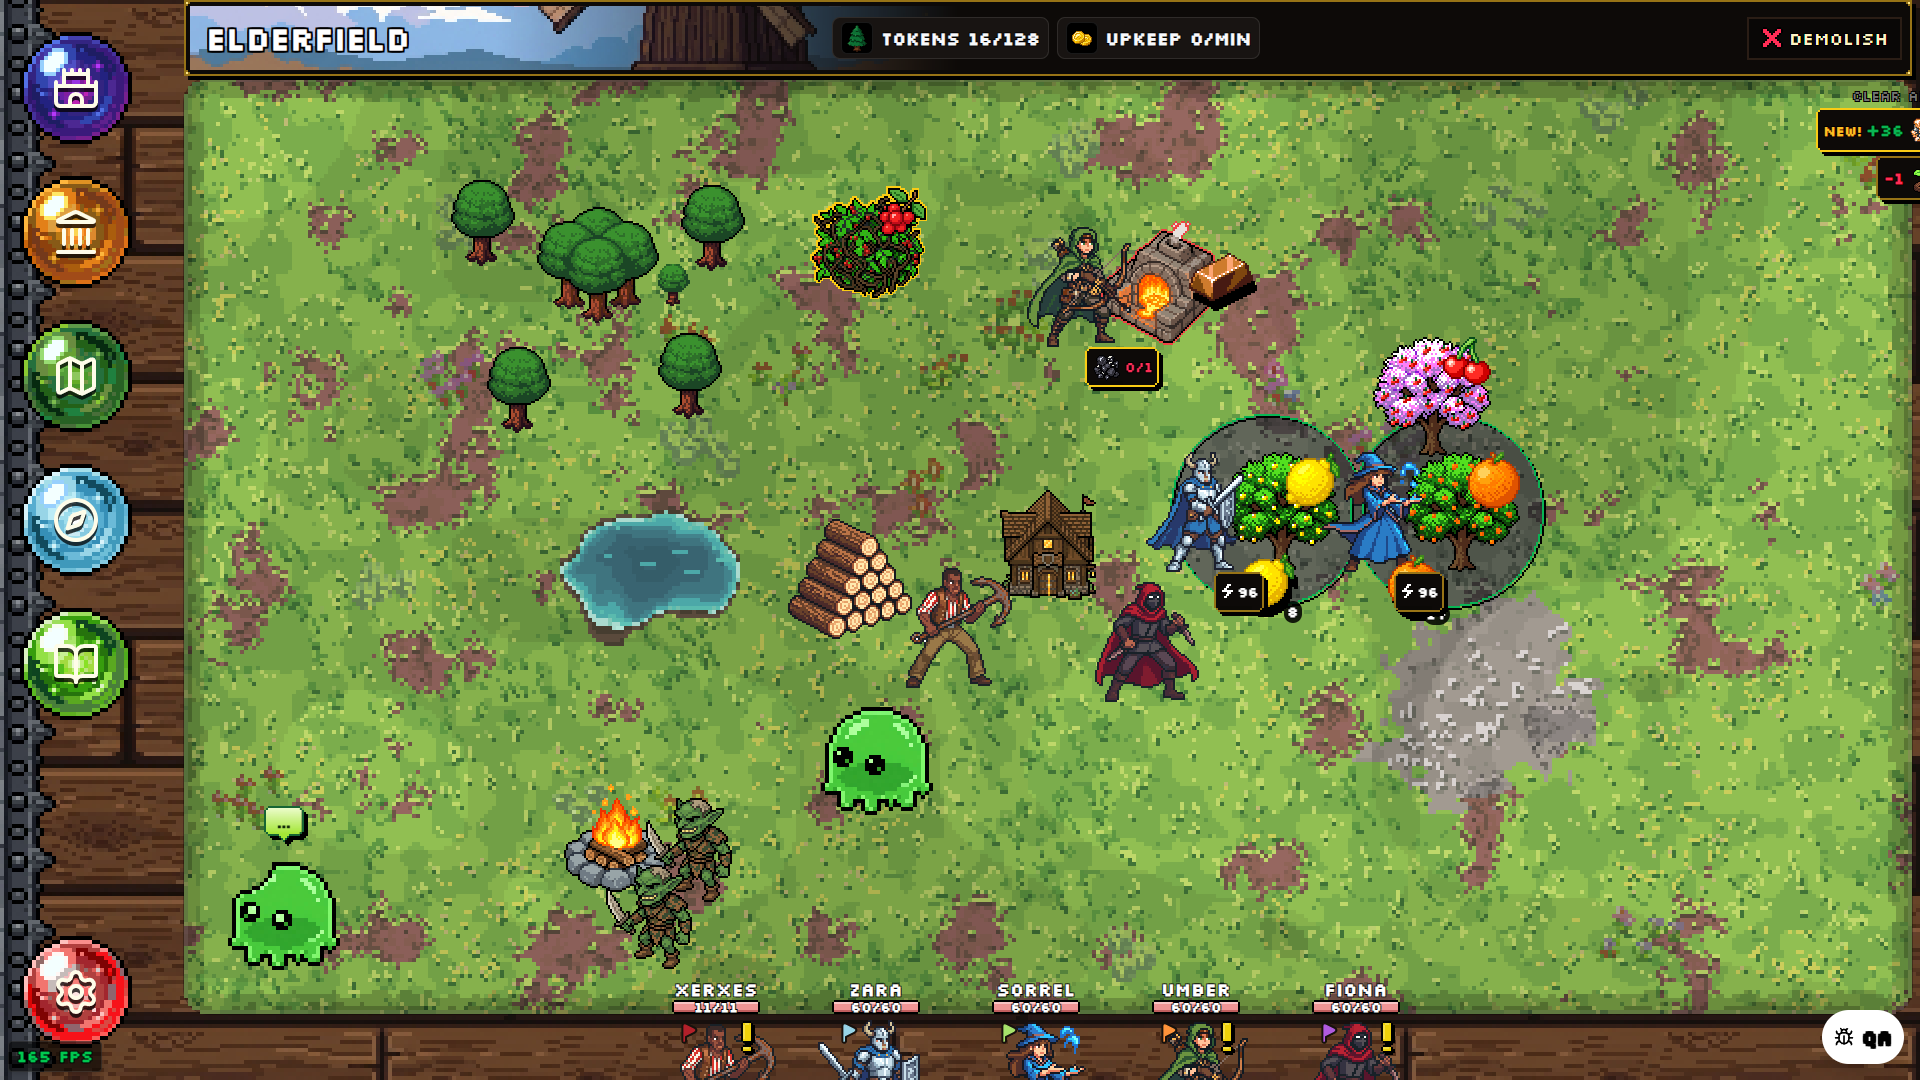 ELDERFIELD
TOKENS 16/128
UPKEEP 0/MIN
DEMOLISH
CLEAR A
NEW! +36
-1
0/1
96
8
96
...
XERXES
11/11
ZARA
60/60
SORREL
60/60
UMBER
60/60
FIONA
60/60
165 FPS
QA